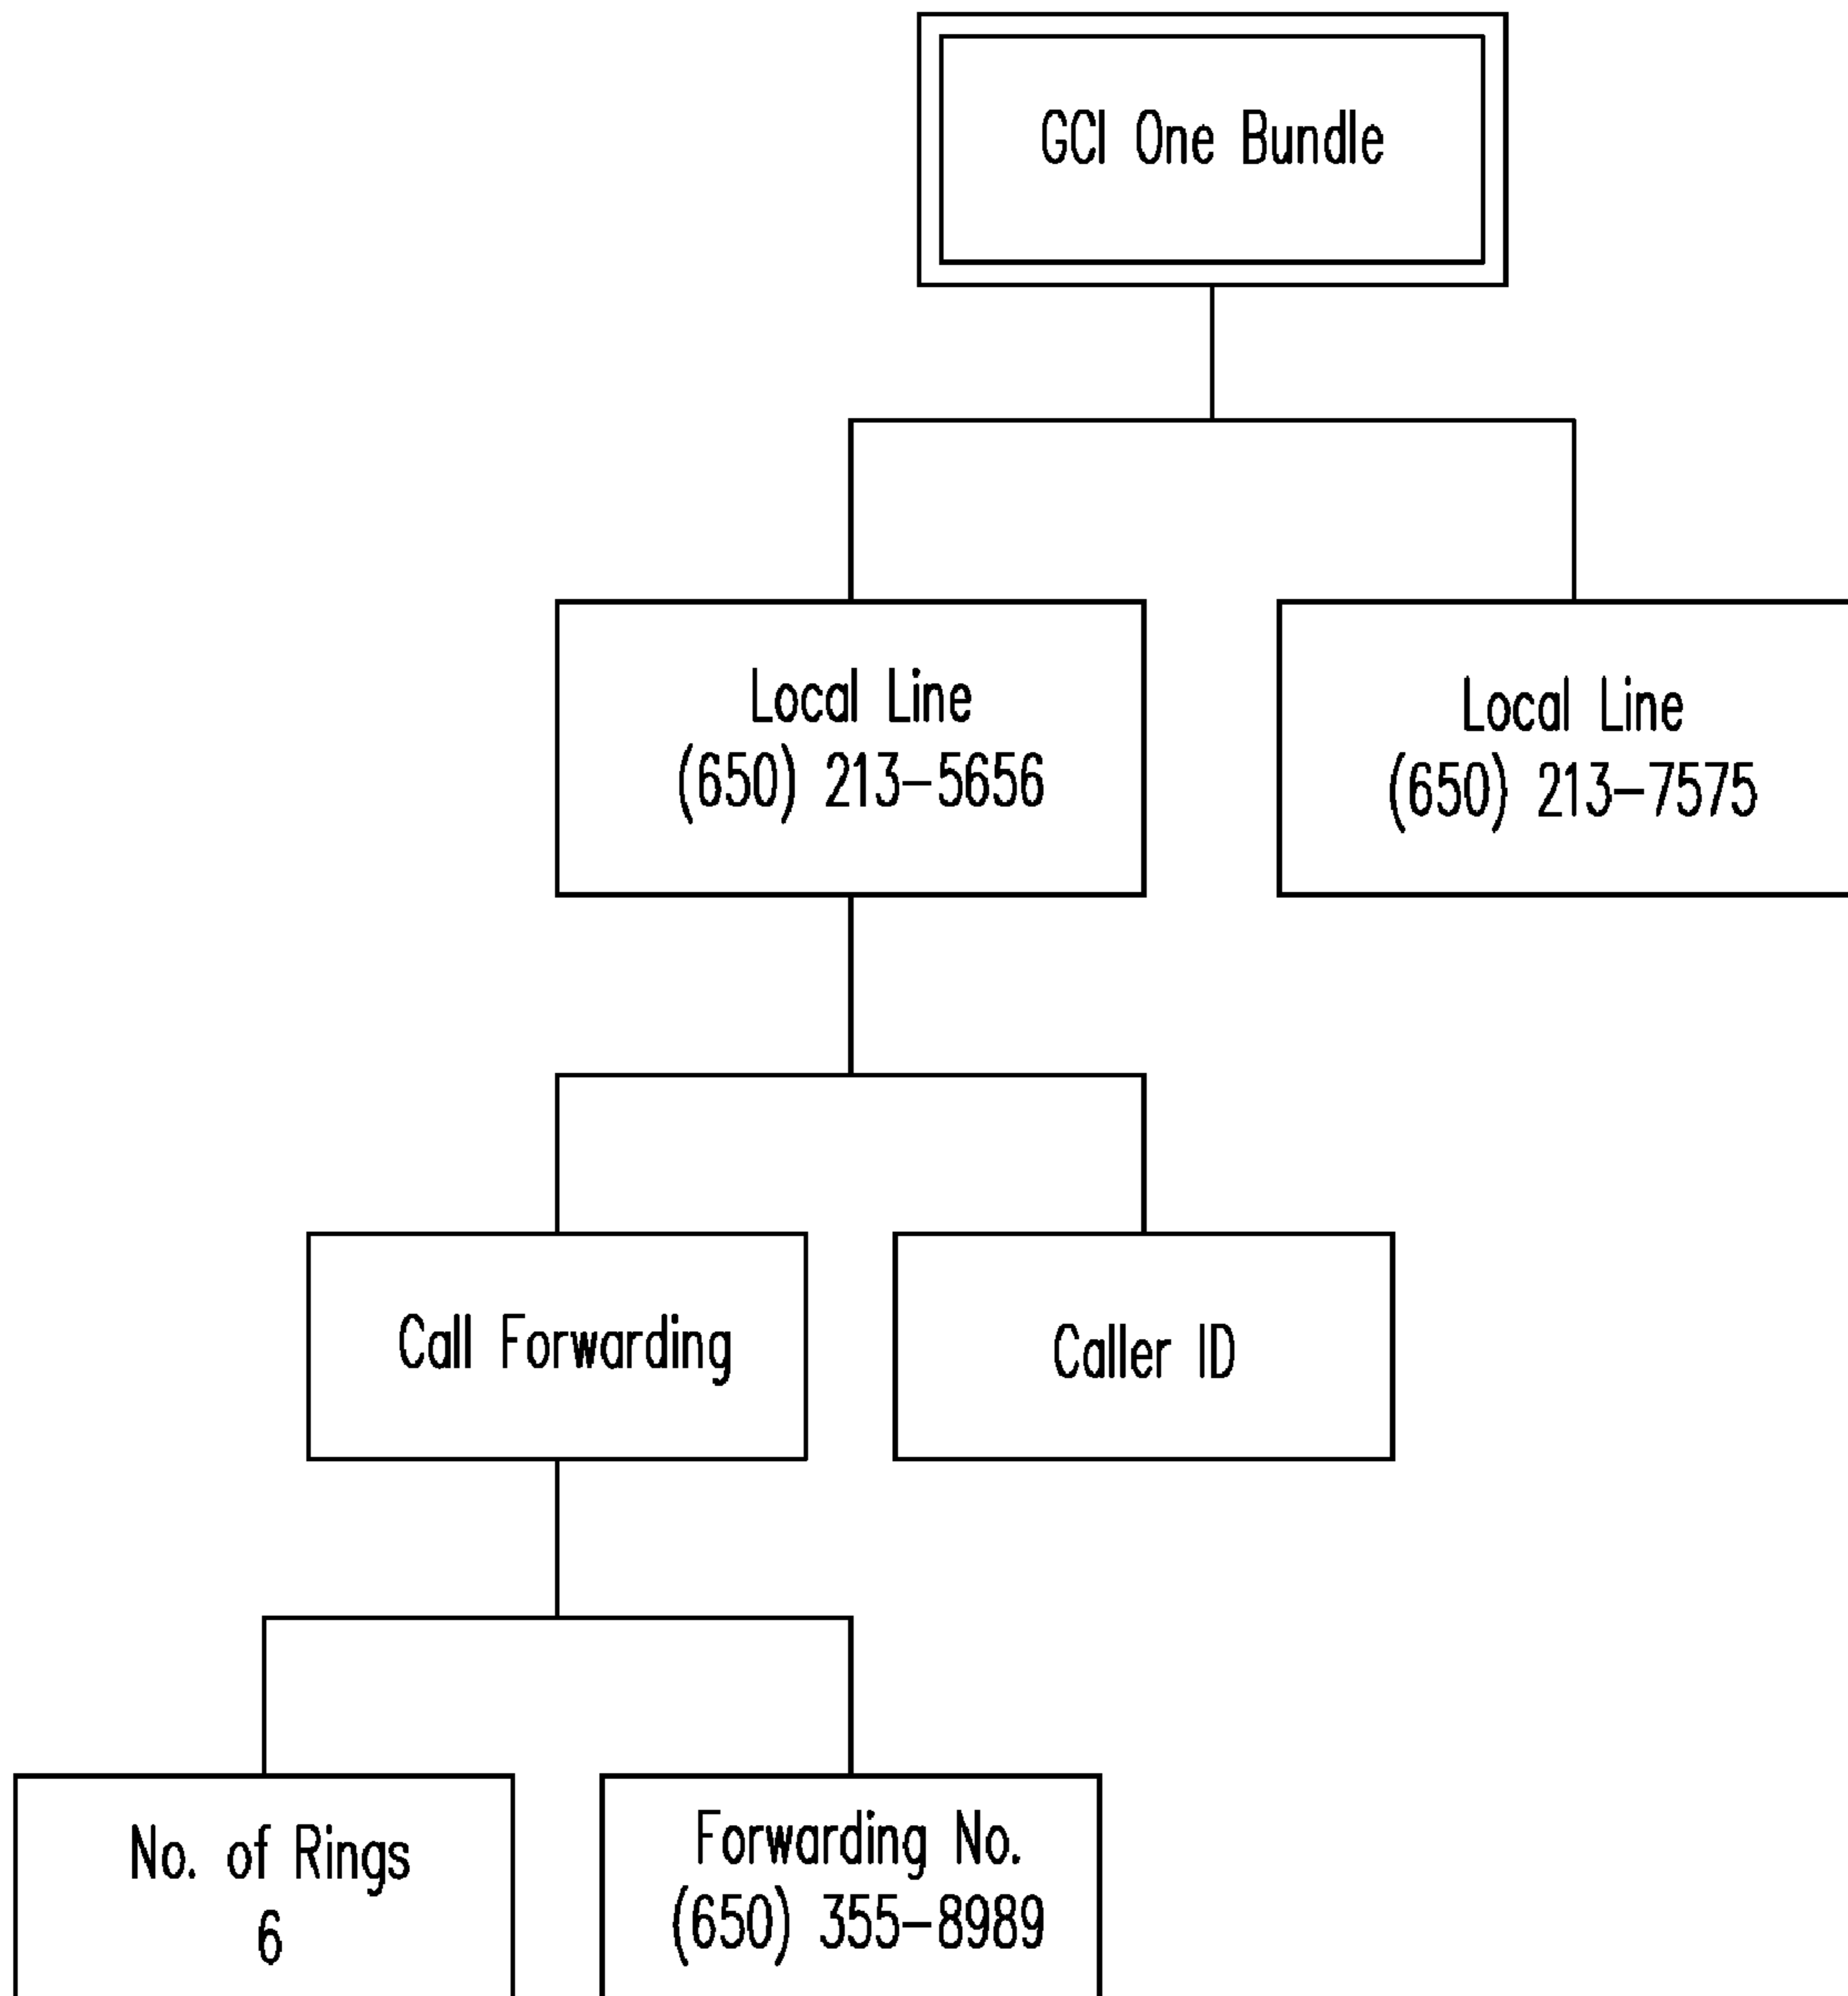 GCI One Bundle
Local Line
(650) 213-5656
Local Line
(650) 213-7575
Call Forwarding
Caller ID
No. of Rings
6
Forwarding No.
(650) 355-8989